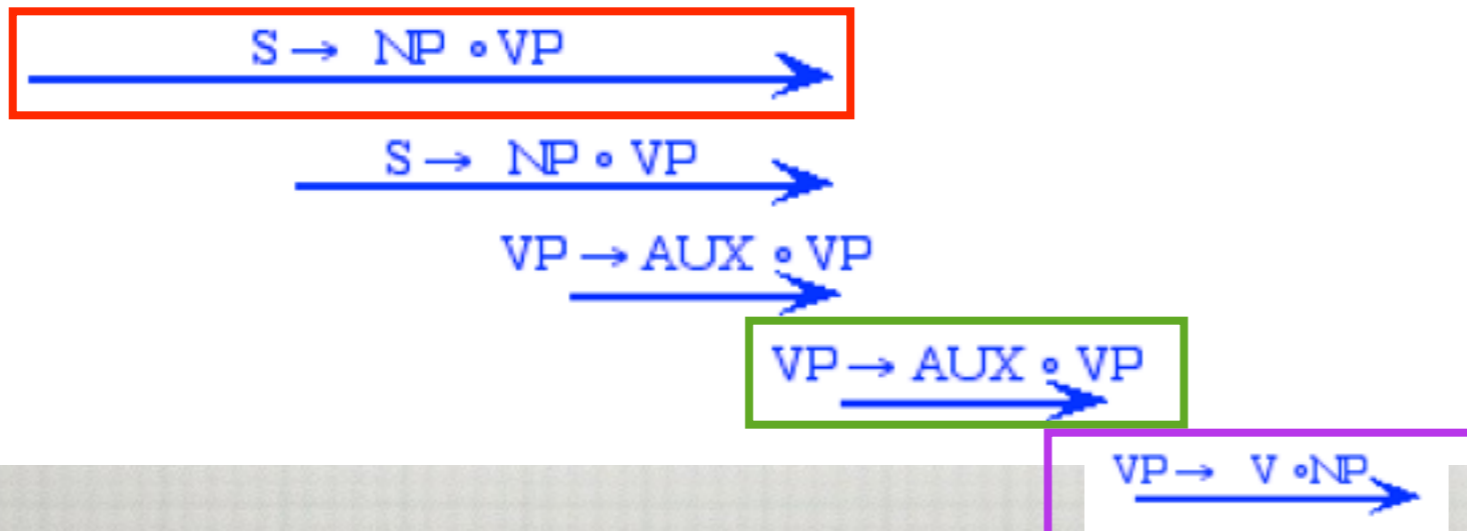 S → NP ∘ VP
S → NP ∘ VP
VP → AUX ∘ VP
VP → AUX ∘ VP
VP → V ∘ NP